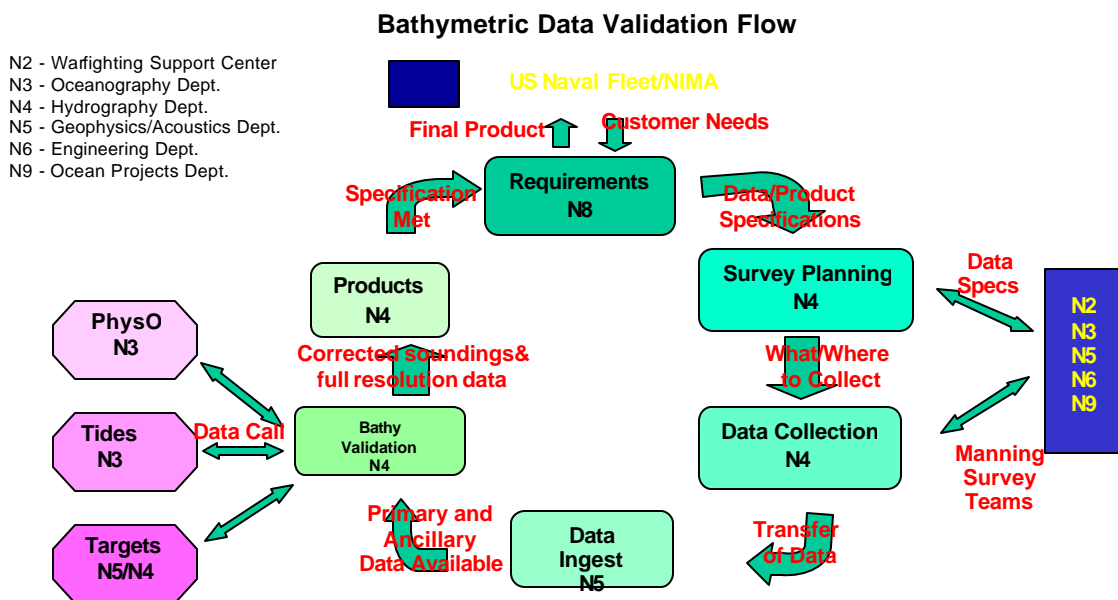 Bathymetric Data Validation Flow
N2 - Warfighting Support Center
N3 - Oceanography Dept.
N4 - Hydrography Dept.
N5 - Geophysics/Acoustics Dept.
N6 - Engineering Dept.
N9 - Ocean Projects Dept.
US Naval Fleet/NIMA
Final Product
Customer Needs
Requirements
N8
Specification
Met
Data/Product
Specifications
Survey Planning
N4
Data
Specs
N2
N3
N5
N6
N9
Products
N4
PhysO
N3
Corrected soundings&
full resolution data
What/Where
to Collect
Tides
N3
Data Call
Bathy
Validation
N4
Data Collection
N4
Manning
Survey
Teams
Primary and
Ancillary
Data Available
Data
Ingest
N5
Transfer
of Data
Targets
N5/N4